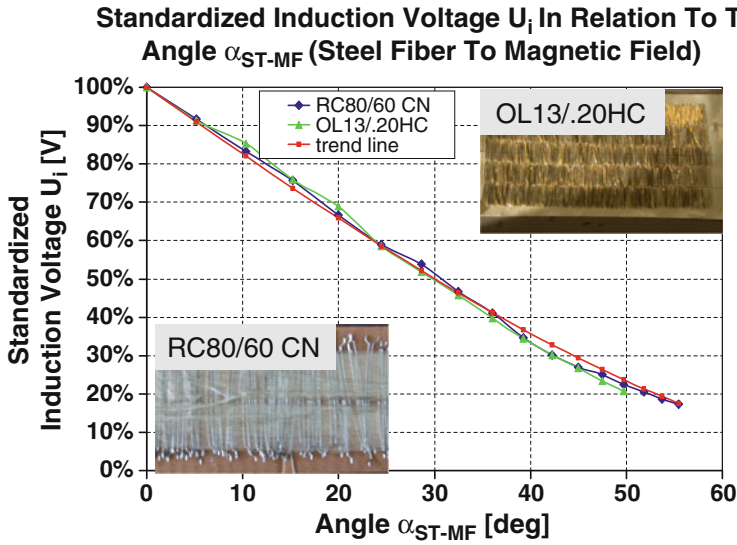 Standardized Induction Voltage Ui In Relation To T
Angle αST-MF (Steel Fiber To Magnetic Field)
100%
90%
80%
70%
60%
50%
40%
30%
20%
10%
0%
Standardized
Induction Voltage Ui [V]
RC80/60 CN
OL13/.20HC
trend line
OL13/.20HC
RC80/60 CN
0
10
20
30
40
50
60
Angle αST-MF [deg]